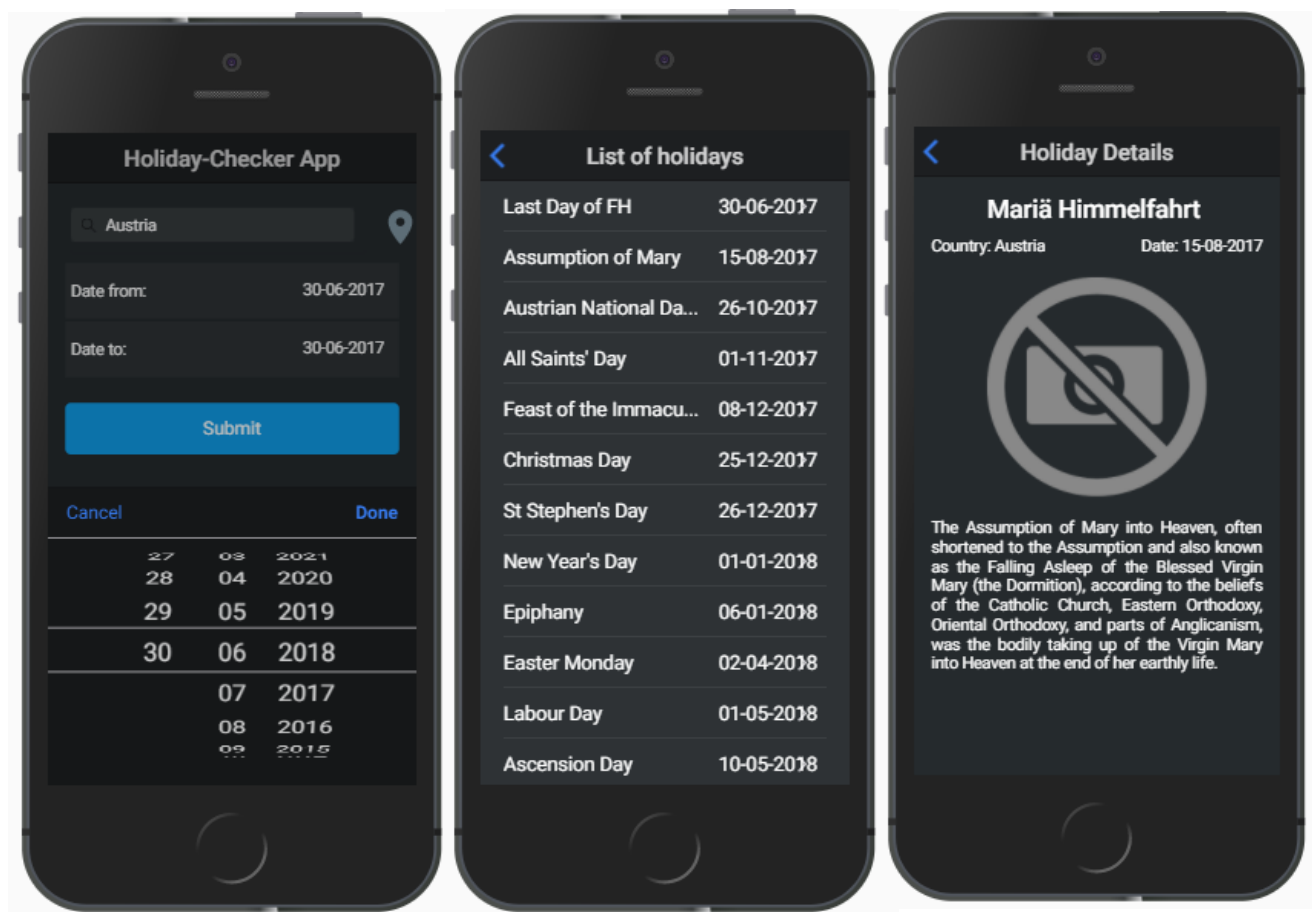 Holiday-Checker App
Austria
Date from: 30-06-2017
Date to: 30-06-2017
Submit
Cancel Done
27 03 2021
28 04 2020
29 05 2019
30 06 2018
07 2017
08 2016
09 2015
List of holidays
Last Day of FH 30-06-2017
Assumption of Mary 15-08-2017
Austrian National Da... 26-10-2017
All Saints' Day 01-11-2017
Feast of the Immacu... 08-12-2017
Christmas Day 25-12-2017
St Stephen's Day 26-12-2017
New Year's Day 01-01-2018
Epiphany 06-01-2018
Easter Monday 02-04-2018
Labour Day 01-05-2018
Ascension Day 10-05-2018
Holiday Details
Mariä Himmelfahrt
Country: Austria Date: 15-08-2017
The Assumption of Mary into Heaven, often
shortened to the Assumption and also known
as the Falling Asleep of the Blessed Virgin
Mary (the Dormition), according to the beliefs
of the Catholic Church, Eastern Orthodoxy,
Oriental Orthodoxy, and parts of Anglicanism,
was the bodily taking up of the Virgin Mary
into Heaven at the end of her earthly life.